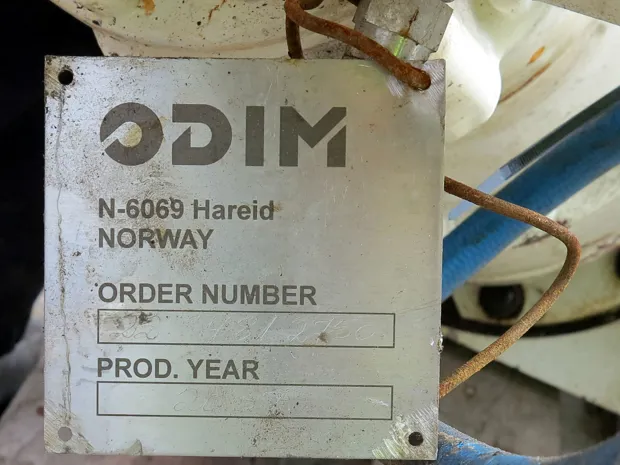 ODIM
N-6069 Hareid
NORWAY
ORDER NUMBER
PROD. YEAR